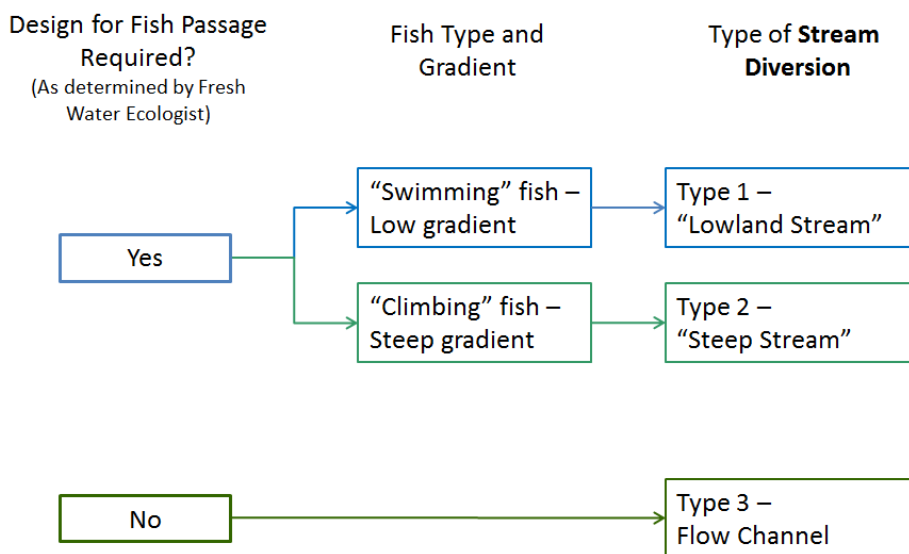 Design for Fish Passage
Required?
(As determined by Fresh
Water Ecologist)
Fish Type and
Gradient
Type of Stream
Diversion
Yes
“Swimming” fish –
Low gradient
Type 1 –
“Lowland Stream”
“Climbing” fish –
Steep gradient
Type 2 –
“Steep Stream”
No
Type 3 –
Flow Channel